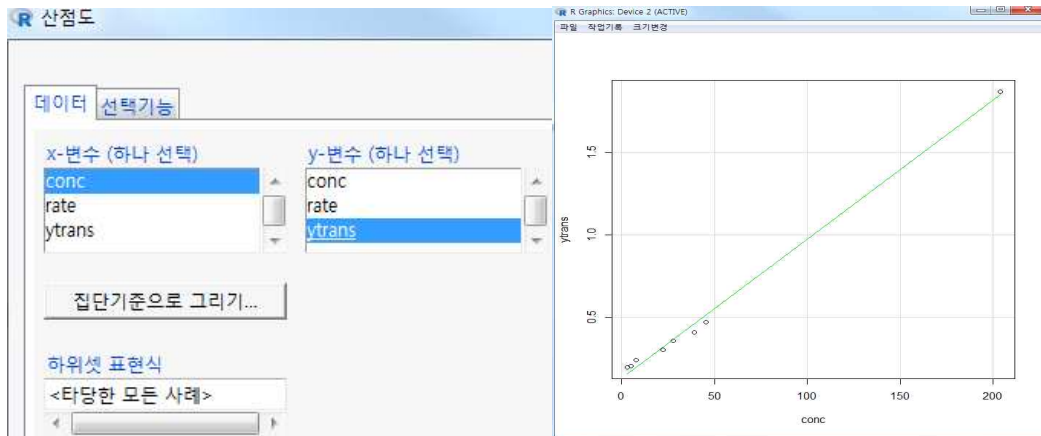 산점도
데이터 선택기능
x-변수 (하나 선택)
conc
rate
ytrans
y-변수 (하나 선택)
conc
rate
ytrans
집단기준으로 그리기...
하위셋 표현식
<타당한 모든 사례>
R Graphics: Device 2 (ACTIVE)
파일 작업기록 크기변경
ytrans
1.5
1.0
0.5
0 50 100 150 200
conc